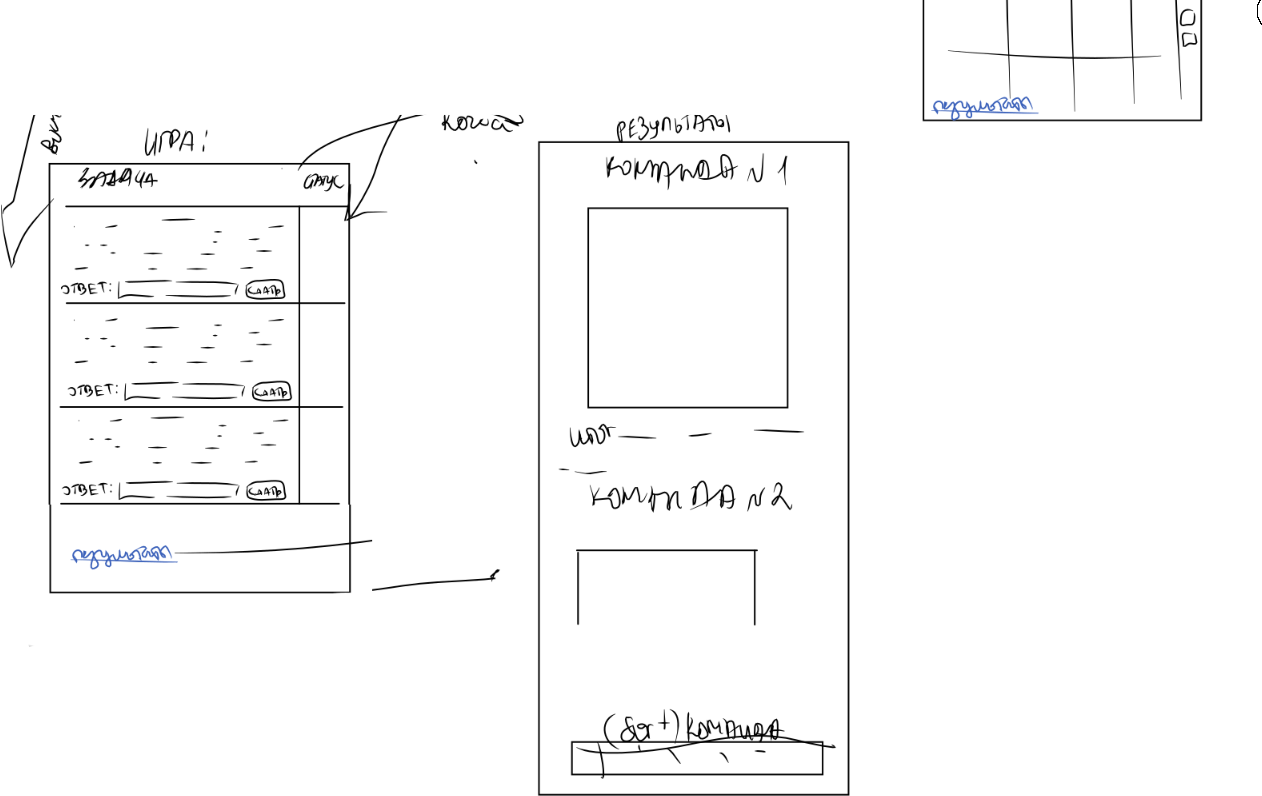 результаты
ИГРА:
ЗАДАЧА
СТАТУС
ОТВЕТ:
СДАТЬ
ОТВЕТ:
СДАТЬ
ОТВЕТ:
СДАТЬ
результаты
РЕЗУЛЬТАТЫ
КОМАНДА N 1
ИТОГ
КОМАНДА N 2
КОМАНДА